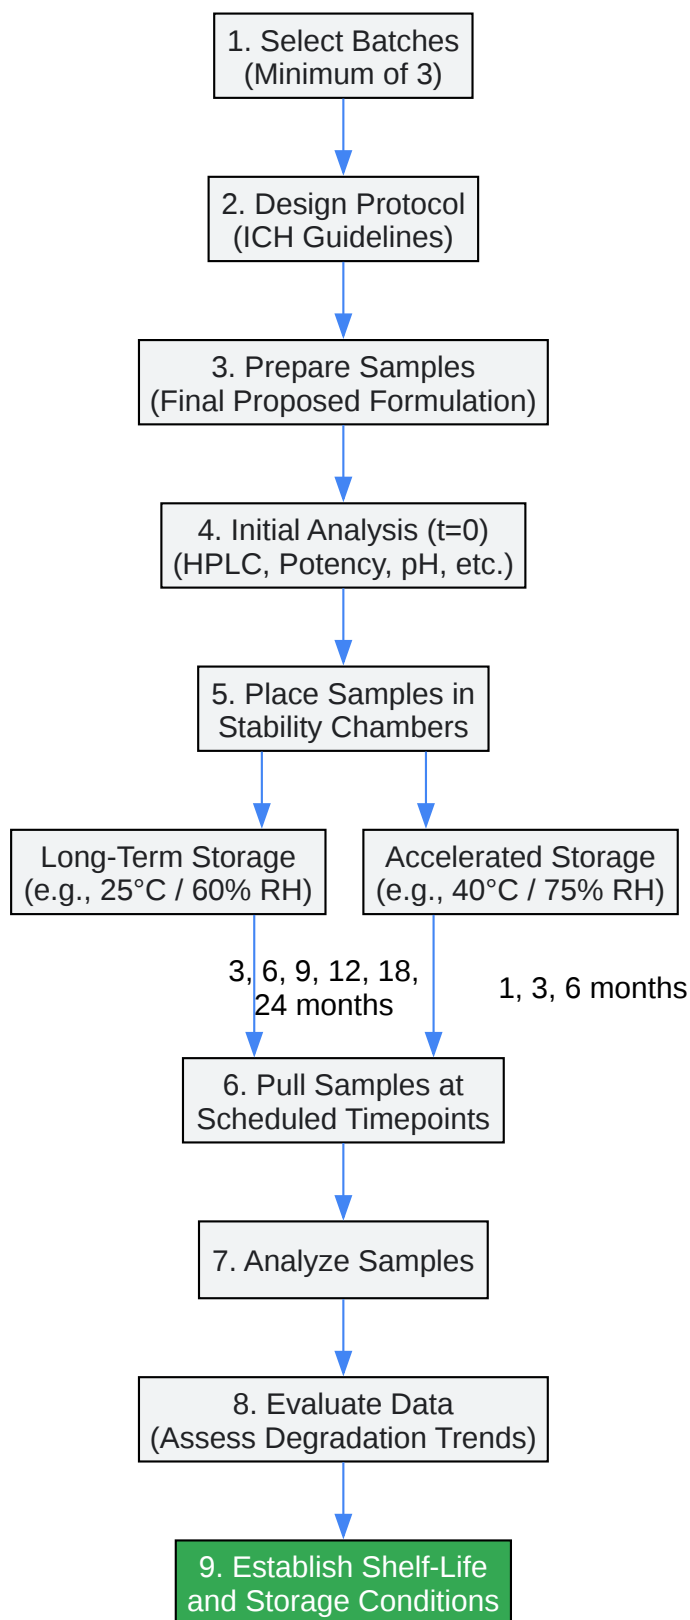 1. Select Batches
(Minimum of 3)
2. Design Protocol
(ICH Guidelines)
3. Prepare Samples
(Final Proposed Formulation)
4. Initial Analysis (t=0)
(HPLC, Potency, pH, etc.)
5. Place Samples in
Stability Chambers
Long-Term Storage
(e.g., 25°C / 60% RH)
Accelerated Storage
(e.g., 40°C / 75% RH)
3, 6, 9, 12, 18,
24 months
1, 3, 6 months
6. Pull Samples at
Scheduled Timepoints
7. Analyze Samples
8. Evaluate Data
(Assess Degradation Trends)
9. Establish Shelf-Life
and Storage Conditions